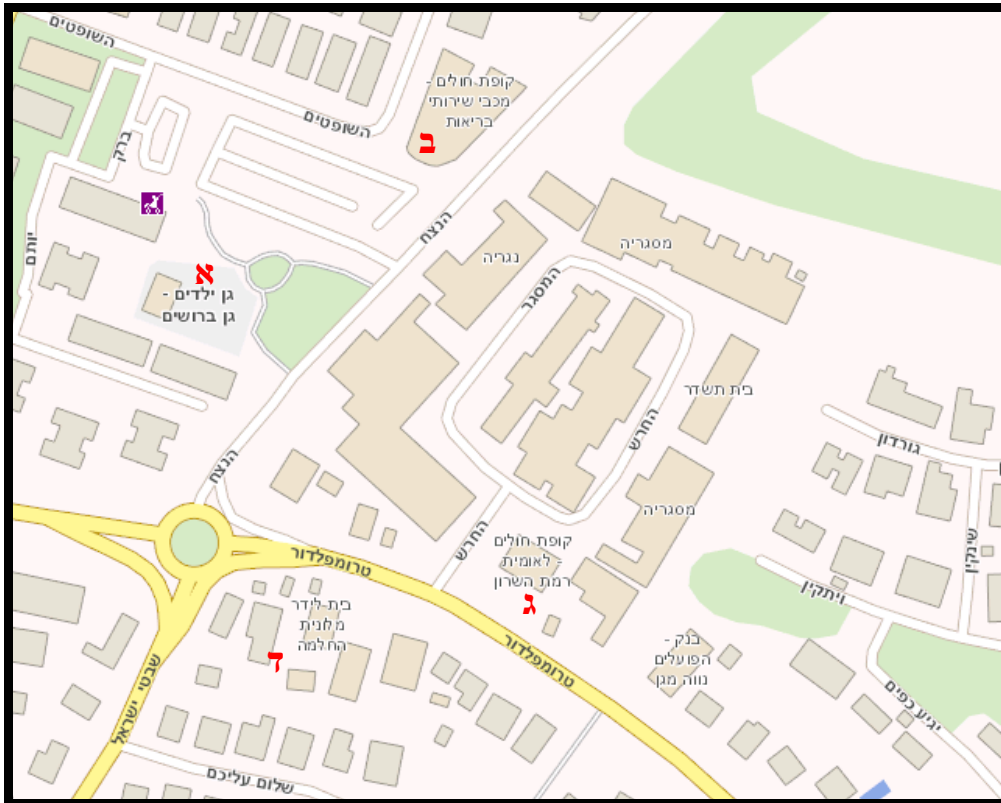 השופטים
השופטים
ברק
יותם
קופת חולים -
מכבי שירותי
בריאות
ב
הנצח
נגריה
מסגריה
המסגר
א
גן ילדים -
גן ברושים
בית תשדר
החרש
גורדון
הנצח
מסגריה
החרש
קופת חולים
- לאומית
רמת השרון
ג
שינקין
ויתקין
טרומפלדור
בית לידר
מלונית
החלמה
ד
טרומפלדור
בנק -
הפועלים
נווה מגן
יגיע כפים
שבטי ישראל
שלום עליכם